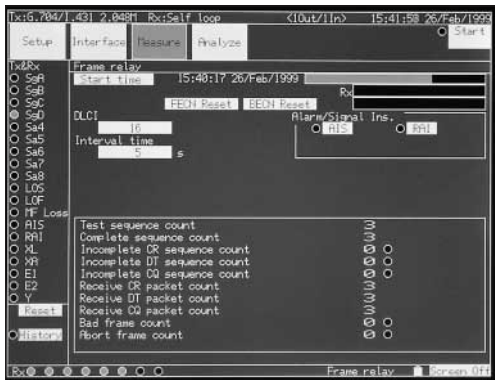 Tx:G.704/I.431 2.048M Rx:Self loop <1Out/1In> 15:41:58 26/Feb/1999
Setup Interface Measure Analyze Start
Tx&Rx Frame relay
Start time 15:40:17 26/Feb/1999
Rx
FECN Reset BECN Reset
DLCI
16
Interval time
5 s
Alarm/Signal Ins.
AIS RAI
SaA
SaB
SaC
SaD
Sa4
Sa5
Sa6
Sa7
Sa8
LOS
LOF
MF Loss
AIS
RAI
XL
XR
E1
E2
Y
Reset
History
Test sequence count 3
Complete sequence count 3
Incomplete CR sequence count 0
Incomplete DT sequence count 0
Incomplete CQ sequence count 0
Receive CR packet count 3
Receive DT packet count 3
Receive CQ packet count 3
Bad frame count 0
Abort frame count 0
Rx Frame relay Screen Off